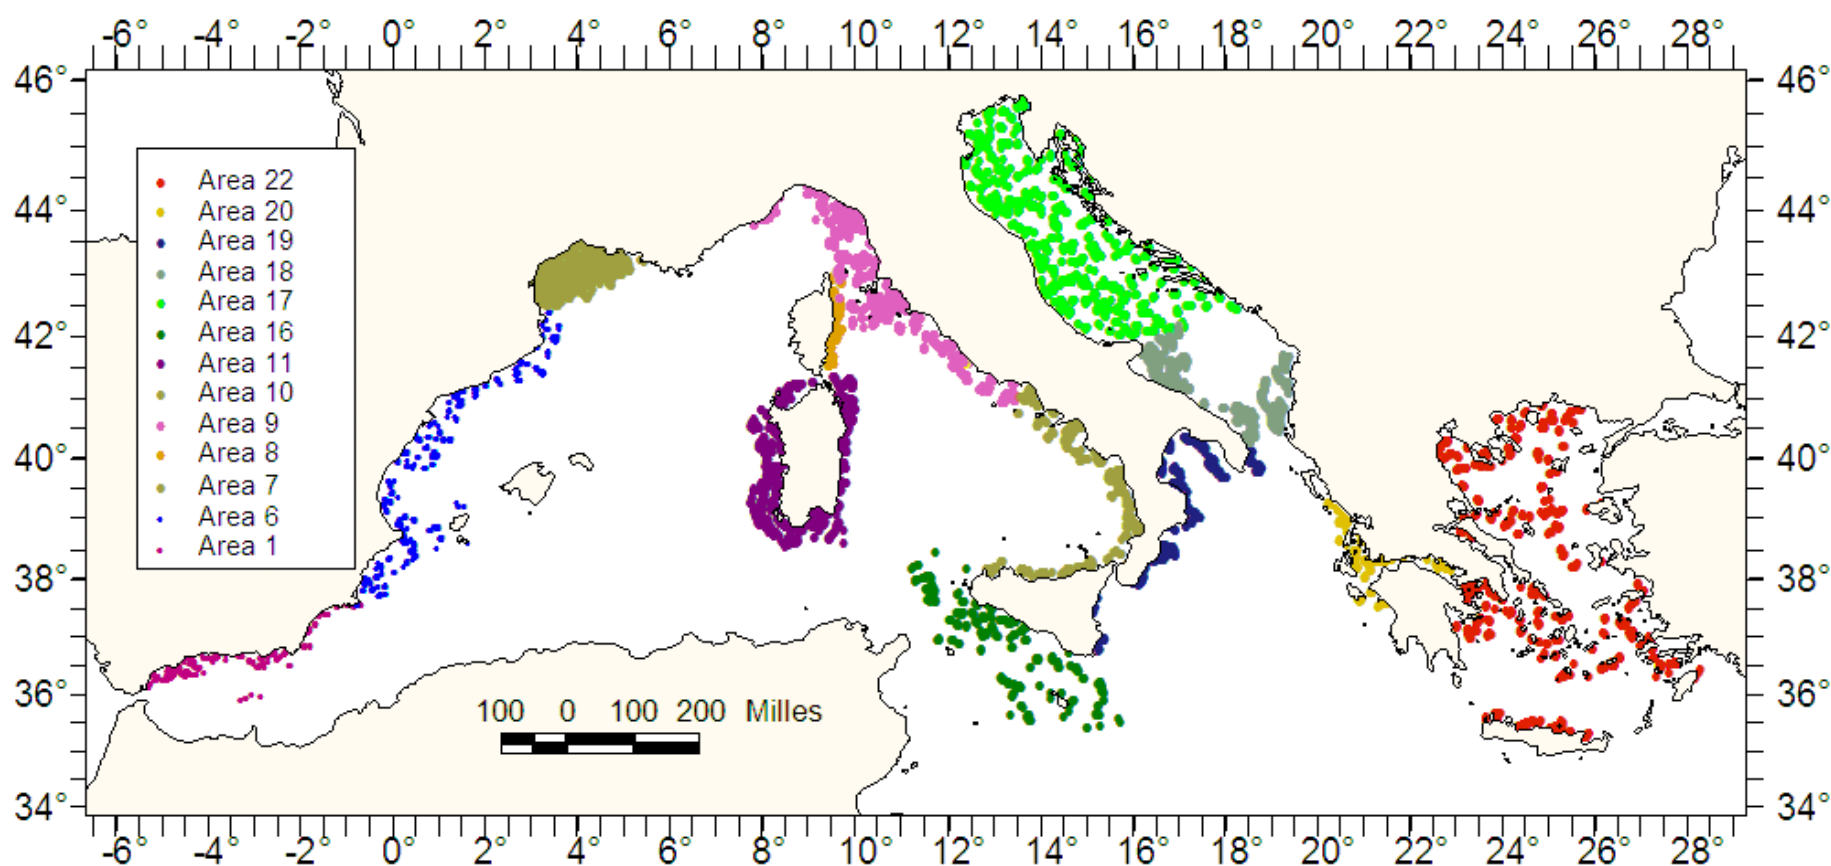 -6° -4° -2° 0° 2° 4° 6° 8° 10° 12° 14° 16° 18° 20° 22° 24° 26° 28°
46° 46°
Area 22
Area 20
44° 44°
Area 19
Area 18
Area 17
42° 42°
Area 16
Area 11
Area 10
Area 9
40° 40°
Area 8
Area 7
Area 6
Area 1
38° 38°
36° 36°
100 0 100 200 Milles
34° 34°
-6° -4° -2° 0° 2° 4° 6° 8° 10° 12° 14° 16° 18° 20° 22° 24° 26° 28°